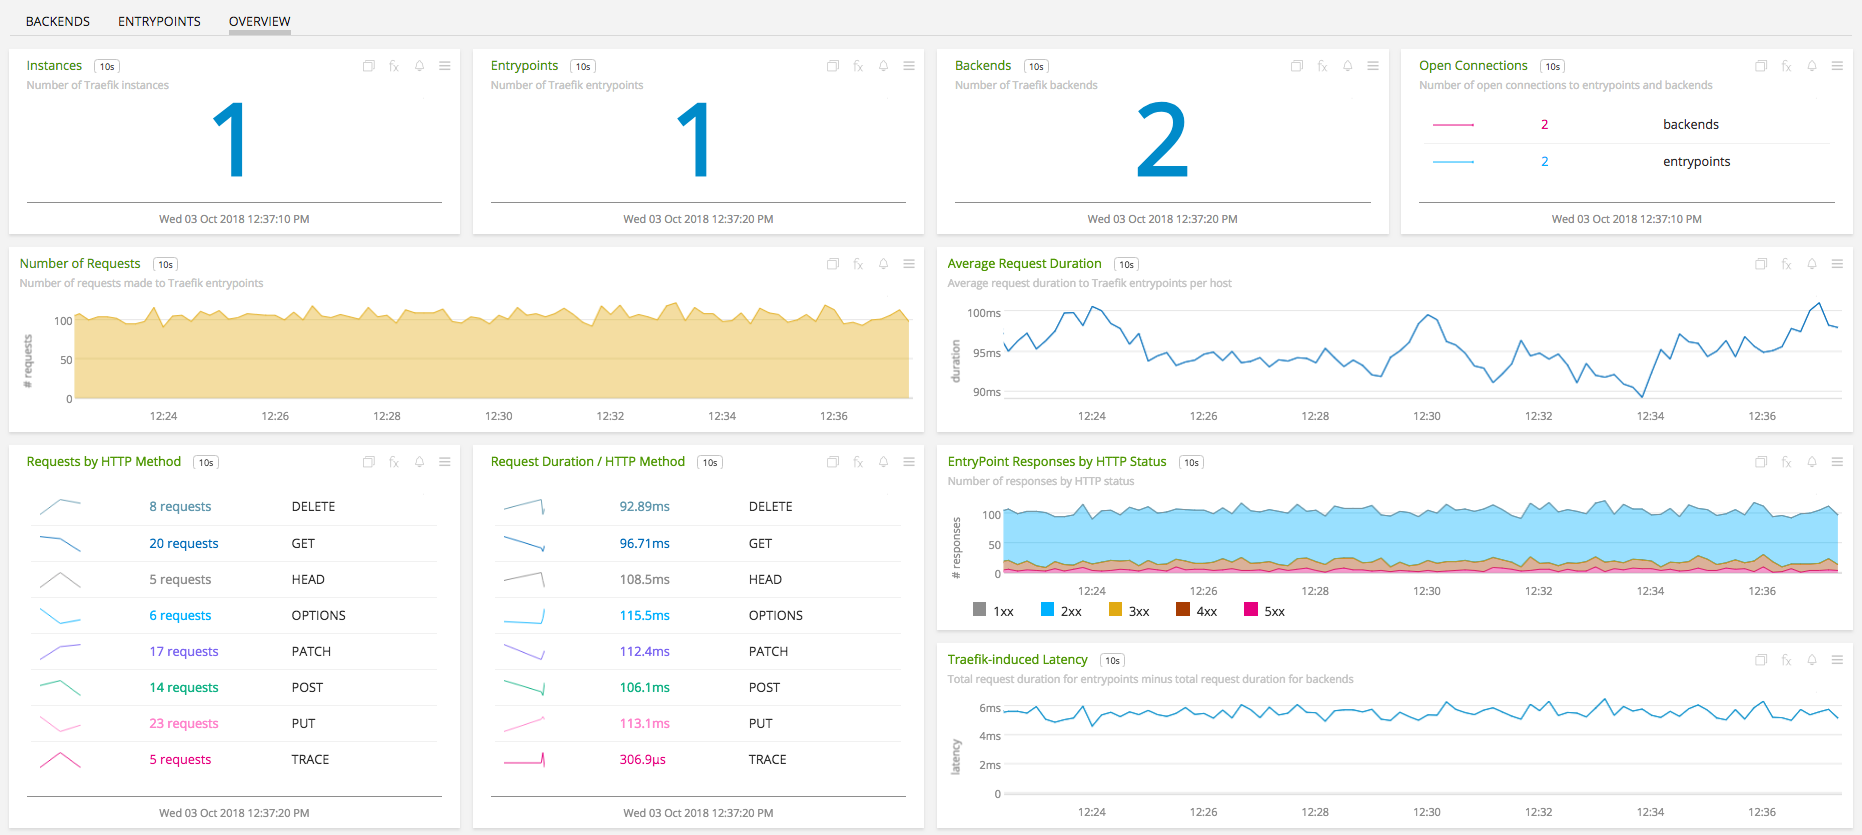 BACKENDS ENTRYPOINTS OVERVIEW
Instances 10s
Number of Traefik instances
1
Wed 03 Oct 2018 12:37:10 PM
Entrypoints 10s
Number of Traefik entrypoints
1
Wed 03 Oct 2018 12:37:20 PM
Backends 10s
Number of Traefik backends
2
Wed 03 Oct 2018 12:37:20 PM
Open Connections 10s
Number of open connections to entrypoints and backends
2 backends
2 entrypoints
Wed 03 Oct 2018 12:37:10 PM
Number of Requests 10s
Number of requests made to Traefik entrypoints
# requests
100
50
0
12:24 12:26 12:28 12:30 12:32 12:34 12:36
Average Request Duration 10s
Average request duration to Traefik entrypoints per host
duration
100ms
95ms
90ms
12:24 12:26 12:28 12:30 12:32 12:34 12:36
Requests by HTTP Method 10s
8 requests DELETE
20 requests GET
5 requests HEAD
6 requests OPTIONS
17 requests PATCH
14 requests POST
23 requests PUT
5 requests TRACE
Wed 03 Oct 2018 12:37:20 PM
Request Duration / HTTP Method 10s
92.89ms DELETE
96.71ms GET
108.5ms HEAD
115.5ms OPTIONS
112.4ms PATCH
106.1ms POST
113.1ms PUT
306.9µs TRACE
Wed 03 Oct 2018 12:37:20 PM
EntryPoint Responses by HTTP Status 10s
Number of responses by HTTP status
# responses
100
50
0
12:24 12:26 12:28 12:30 12:32 12:34 12:36
1xx 2xx 3xx 4xx 5xx
Traefik-induced Latency 10s
Total request duration for entrypoints minus total request duration for backends
latency
6ms
4ms
2ms
0
12:24 12:26 12:28 12:30 12:32 12:34 12:36